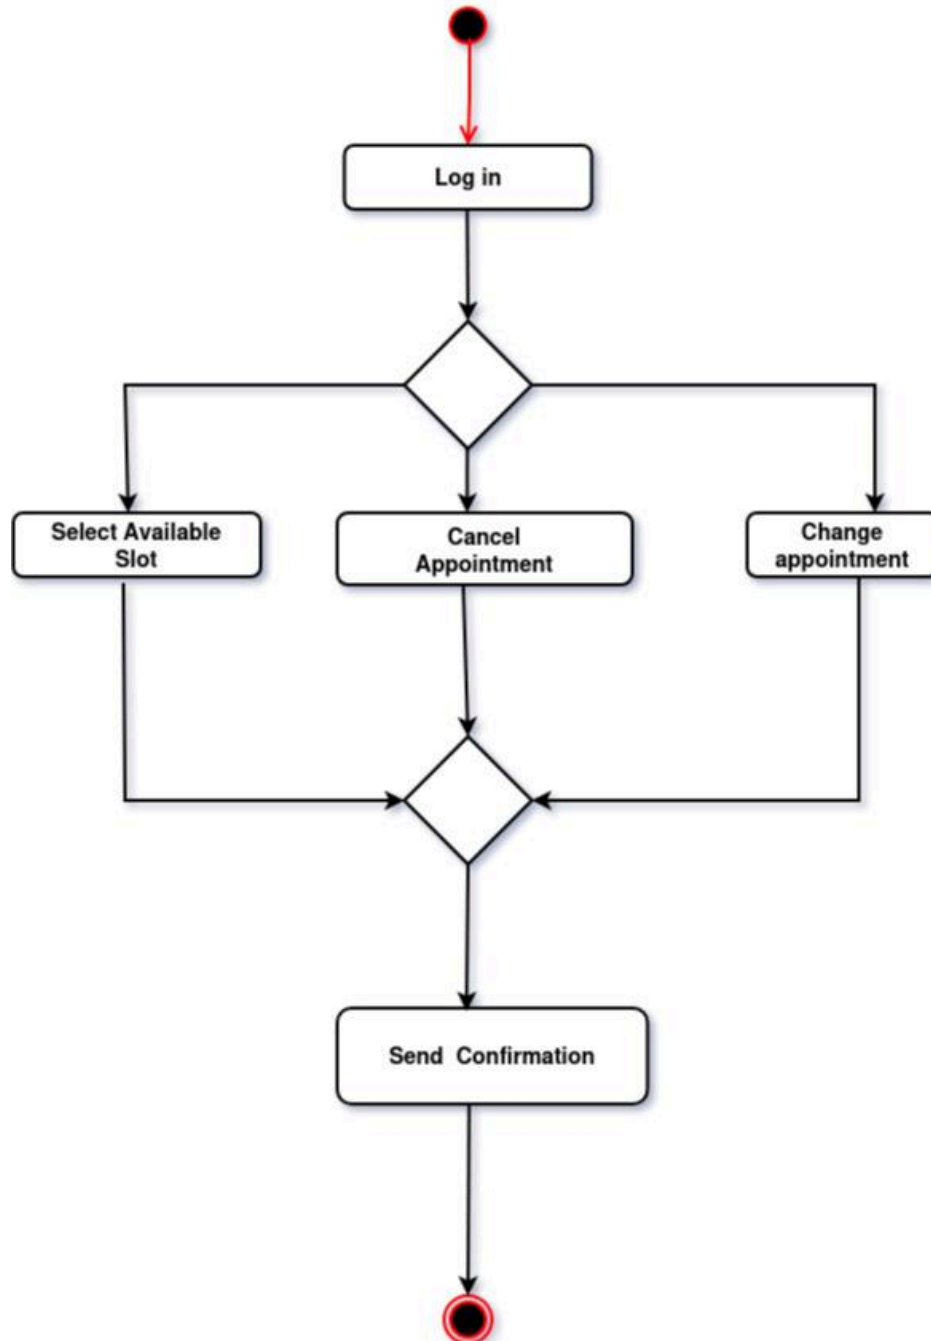 Log in
Select Available
Slot
Cancel
Appointment
Change
appointment
Send  Confirmation